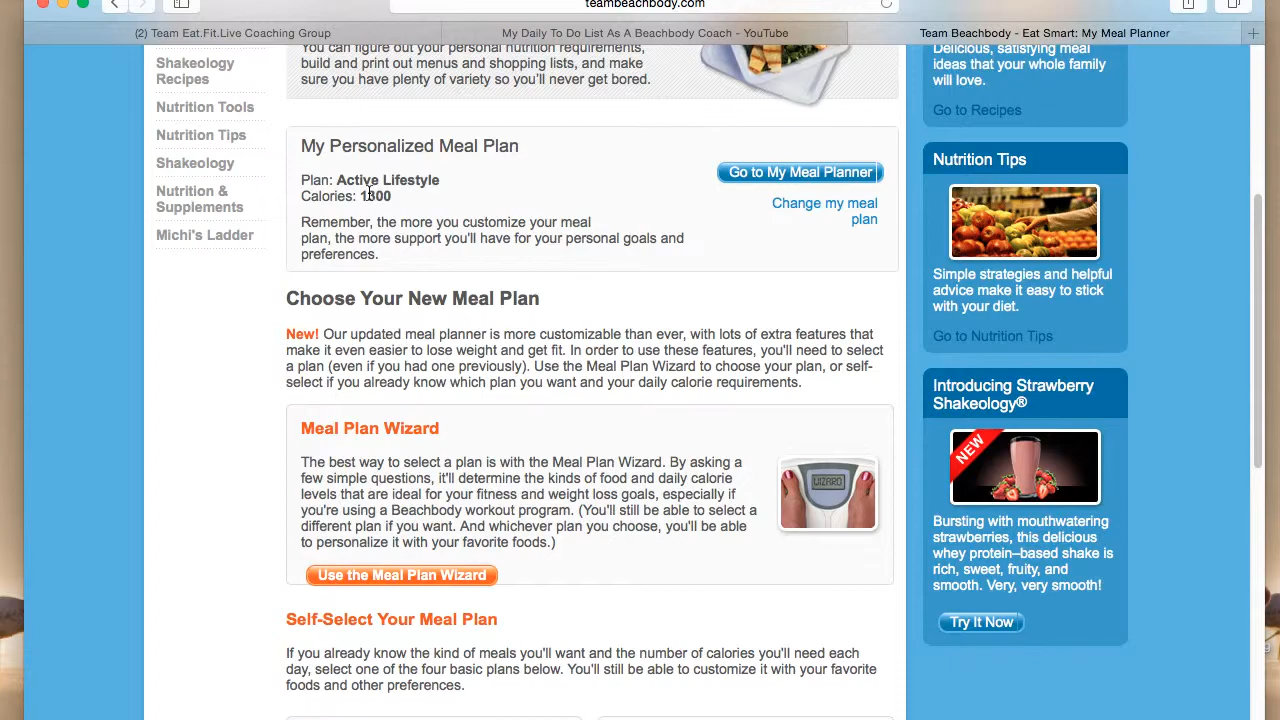 teambeachbody.com
(2) Team Eat.Fit.Live Coaching Group
My Daily To Do List As A Beachbody Coach - YouTube
Team Beachbody - Eat Smart: My Meal Planner
Shakeology
Recipes
Nutrition Tools
Nutrition Tips
Shakeology
Nutrition &
Supplements
Michi's Ladder
You can figure out your personal nutrition requirements,
build and print out menus and shopping lists, and make
sure you have plenty of variety so you'll never get bored.
My Personalized Meal Plan
Plan: Active Lifestyle
Calories:
Remember, the more you customize your meal
plan, the more support you'll have for your personal goals and
preferences.
Go to My Meal Planner
Change my meal
plan
Choose Your New Meal Plan
New! Our updated meal planner is more customizable than ever, with lots of extra features that
make it even easier to lose weight and get fit. In order to use these features, you'll need to select
a plan (even if you had one previously). Use the Meal Plan Wizard to choose your plan, or self-
select if you already know which plan you want and your daily calorie requirements.
Meal Plan Wizard
The best way to select a plan is with the Meal Plan Wizard. By asking a
few simple questions, it'll determine the kinds of food and daily calorie
levels that are ideal for your fitness and weight loss goals, especially if
you're using a Beachbody workout program. (You'll still be able to select a
different plan if you want. And whichever plan you choose, you'll be able
to personalize it with your favorite foods.)
WIZARD
Use the Meal Plan Wizard
Self-Select Your Meal Plan
If you already know the kind of meals you'll want and the number of calories you'll need each
day, select one of the four basic plans below. You'll still be able to customize it with your favorite
foods and other preferences.
Delicious, satisfying meal
ideas that your whole family
will love.
Go to Recipes
Nutrition Tips
Simple strategies and helpful
advice make it easy to stick
with your diet.
Go to Nutrition Tips
Introducing Strawberry
Shakeology®
NEW
Bursting with mouthwatering
strawberries, this delicious
whey protein–based shake is
rich, sweet, fruity, and
smooth. Very, very smooth!
Try It Now